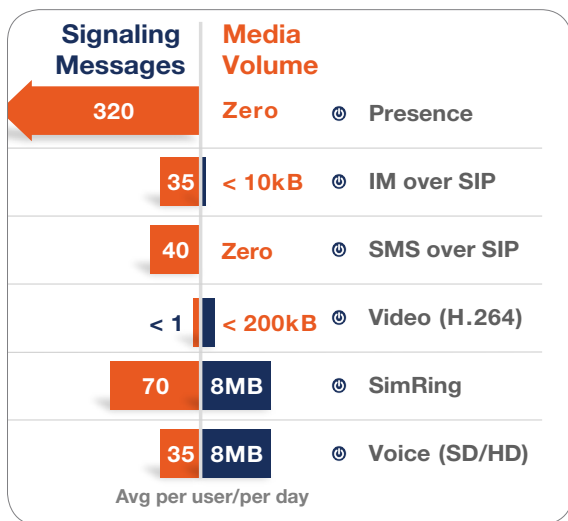 Signaling Messages
Media Volume
320 Zero Presence
35 < 10kB IM over SIP
40 Zero SMS over SIP
< 1 < 200kB Video (H.264)
70 8MB SimRing
35 8MB Voice (SD/HD)
Avg per user/per day